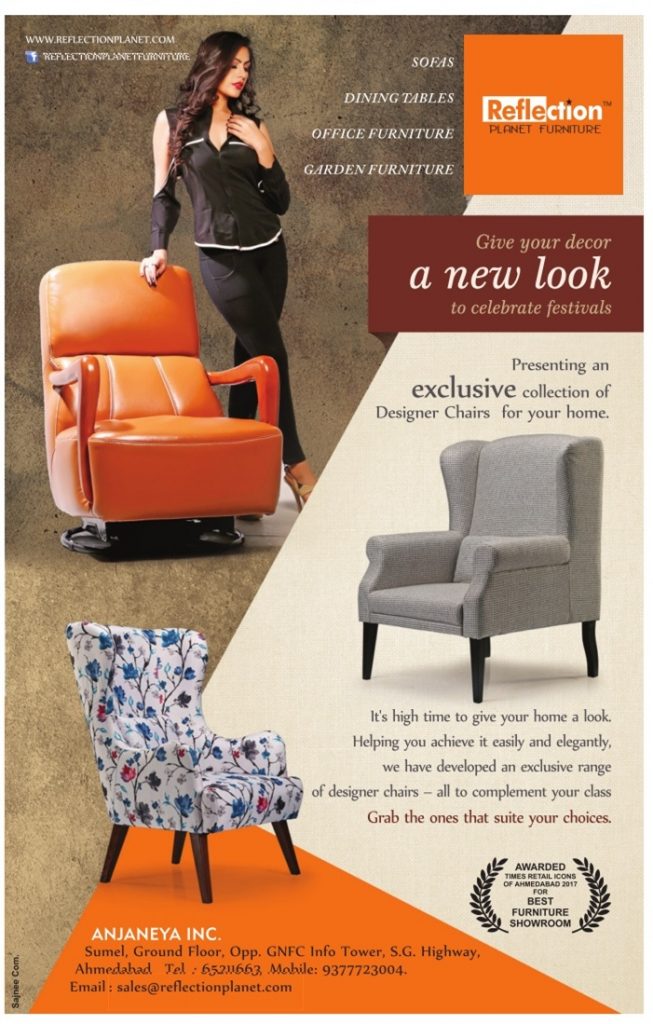 WWW.REFLECTIONPLANET.COM
REFLECTIONPLANETFURNITURE
SOFAS
DINING TABLES
OFFICE FURNITURE
GARDEN FURNITURE
Reflection™
PLANET FURNITURE
Give your decor
a new look
to celebrate festivals
Presenting an
exclusive collection of
Designer Chairs for your home.
It's high time to give your home a look.
Helping you achieve it easily and elegantly,
we have developed an exclusive range
of designer chairs – all to complement your class
Grab the ones that suite your choices.
AWARDED
TIMES RETAIL ICONS
OF AHMEDABAD 2017
FOR
BEST
FURNITURE
SHOWROOM
ANJANEYA INC.
Sumel, Ground Floor, Opp. GNFC Info Tower, S.G. Highway,
Ahmedabad Tel : 65211663, Mobile: 9377723004.
Email : sales@reflectionplanet.com
Sajnee Com.